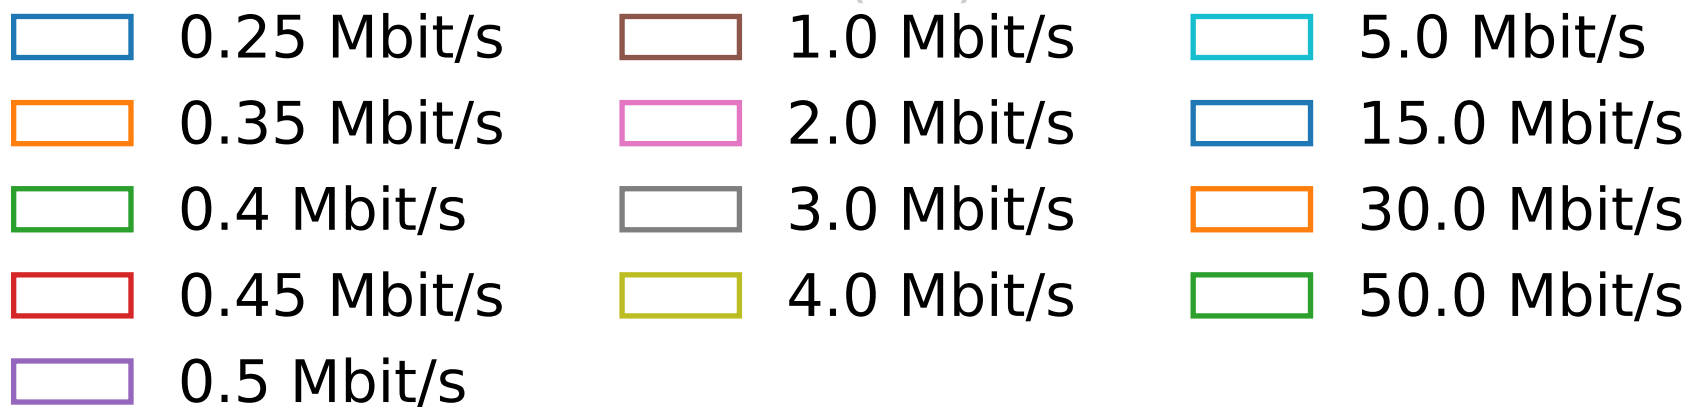 0.25 Mbit/s
0.35 Mbit/s
0.4 Mbit/s
0.45 Mbit/s
0.5 Mbit/s
1.0 Mbit/s
2.0 Mbit/s
3.0 Mbit/s
4.0 Mbit/s
5.0 Mbit/s
15.0 Mbit/s
30.0 Mbit/s
50.0 Mbit/s